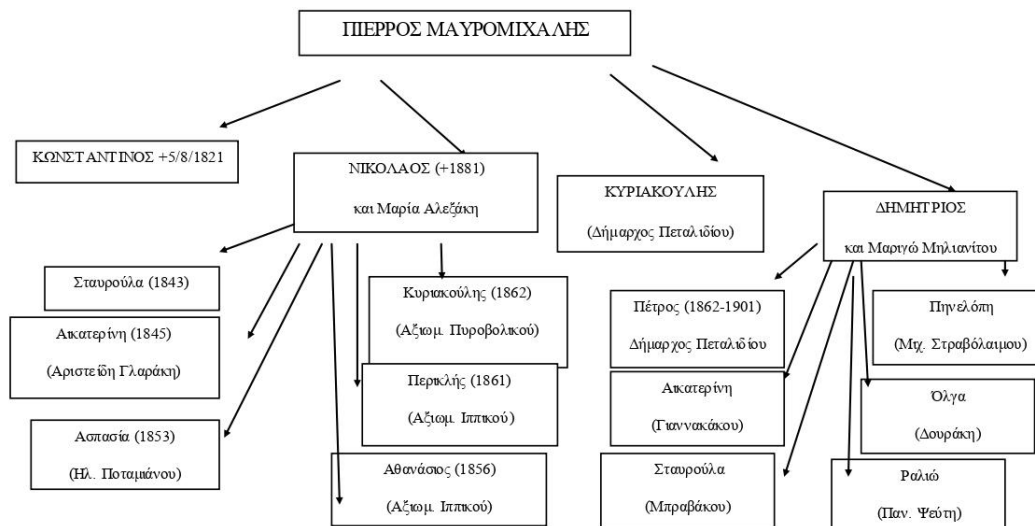 ΠΙΕΡΡΟΣ ΜΑΥΡΟΜΙΧΑΛΗΣ
ΚΩΝΣΤΑΝΤΙΝΟΣ +5/8/1821
ΝΙΚΟΛΑΟΣ (+1881)
και Μαρία Αλεξάκη
ΚΥΡΙΑΚΟΥΛΗΣ
(Δήμαρχος Πεταλιδίου)
ΔΗΜΗΤΡΙΟΣ
και Μαριγώ Μηλιανίτου
Σταυρούλα (1843)
Αικατερίνη (1845)
(Αριστείδη Γλαράκη)
Ασπασία (1853)
(Ηλ. Ποταμιάνου)
Κυριακούλης (1862)
(Αξιωμ. Πυροβολικού)
Περικλής (1861)
(Αξιωμ. Ιππικού)
Αθανάσιος (1856)
(Αξιωμ. Ιππικού)
Πέτρος (1862-1901)
Δήμαρχος Πεταλιδίου
Αικατερίνη
(Γιαννακάκου)
Σταυρούλα
(Μπραβάκου)
Πηνελόπη
(Μιχ. Στραβόλαιμου)
Όλγα
(Δουράκη)
Ραλιώ
(Παν. Ψεύτη)